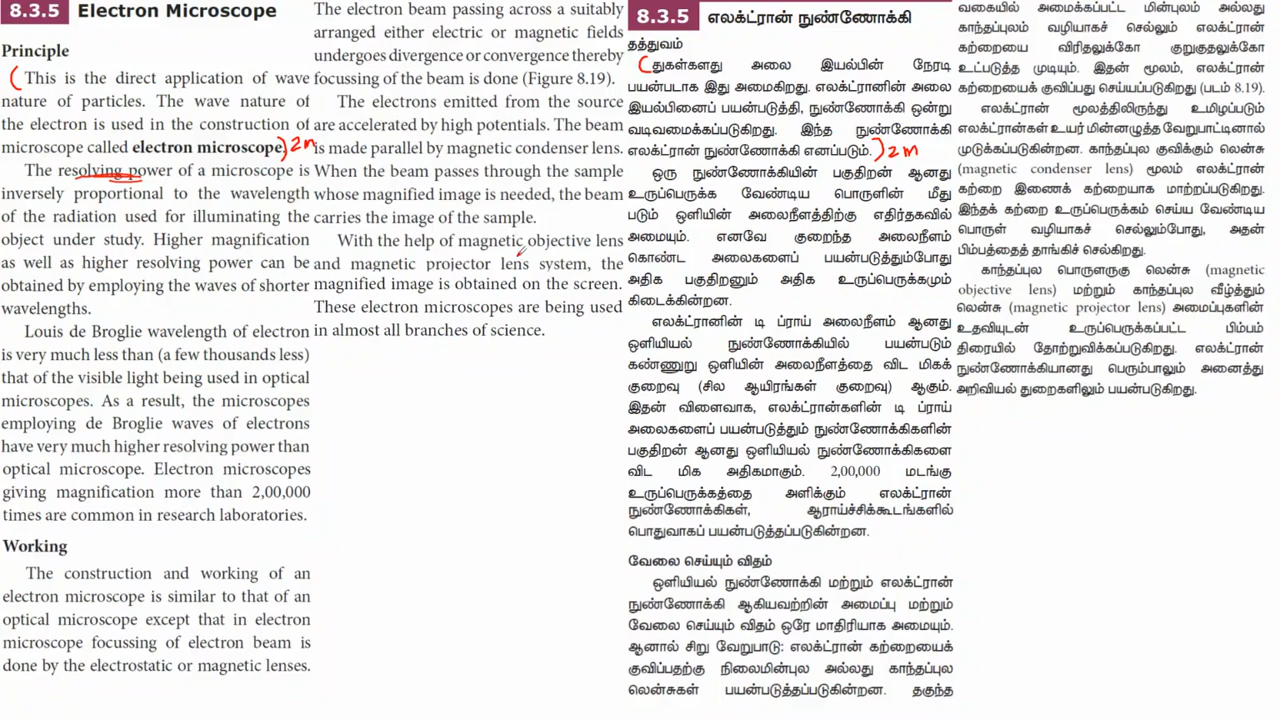 8.3.5 Electron Microscope
Principle
(This is the direct application of wave
nature of particles. The wave nature of
the electron is used in the construction of
microscope called electron microscope.) 2m
The resolving power of a microscope is
inversely proportional to the wavelength
of the radiation used for illuminating the
object under study. Higher magnification
as well as higher resolving power can be
obtained by employing the waves of shorter
wavelengths.
Louis de Broglie wavelength of electron
is very much less than (a few thousands less)
that of the visible light being used in optical
microscopes. As a result, the microscopes
employing de Broglie waves of electrons
have very much higher resolving power than
optical microscope. Electron microscopes
giving magnification more than 2,00,000
times are common in research laboratories.
Working
The construction and working of an
electron microscope is similar to that of an
optical microscope except that in electron
microscope focussing of electron beam is
done by the electrostatic or magnetic lenses.
The electron beam passing across a suitably
arranged either electric or magnetic fields
undergoes divergence or convergence thereby
focussing of the beam is done (Figure 8.19).
The electrons emitted from the source
are accelerated by high potentials. The beam
is made parallel by magnetic condenser lens.
When the beam passes through the sample
whose magnified image is needed, the beam
carries the image of the sample.
With the help of magnetic objective lens
and magnetic projector lens system, the
magnified image is obtained on the screen.
These electron microscopes are being used
in almost all branches of science.
8.3.5 எலக்ட்ரான் நுண்ணோக்கி
தத்துவம்
(துகள்களது அலை இயல்பின் நேரடி
பயன்பாடாக இது அமைகிறது. எலக்ட்ரானின் அலை
இயல்பினைப் பயன்படுத்தி, நுண்ணோக்கி ஒன்று
வடிவமைக்கப்படுகிறது. இந்த நுண்ணோக்கி
எலக்ட்ரான் நுண்ணோக்கி எனப்படும்.) 2m
ஒரு நுண்ணோக்கியின் பகுதிறன் ஆனது
உருப்பெருக்க வேண்டிய பொருளின் மீது
படும் ஒளியின் அலைநீளத்திற்கு எதிர்தகவில்
அமையும். எனவே குறைந்த அலைநீளம்
கொண்ட அலைகளைப் பயன்படுத்தும்போது
அதிக பகுதிறனும் அதிக உருப்பெருக்கமும்
கிடைக்கின்றன.
எலக்ட்ரானின் டி ப்ராய் அலைநீளம் ஆனது
ஒளியியல் நுண்ணோக்கியில் பயன்படும்
கண்ணுறு ஒளியின் அலைநீளத்தை விட மிகக்
குறைவு (சில ஆயிரங்கள் குறைவு) ஆகும்.
இதன் விளைவாக, எலக்ட்ரான்களின் டி ப்ராய்
அலைகளைப் பயன்படுத்தும் நுண்ணோக்கிகளின்
பகுதிறன் ஆனது ஒளியியல் நுண்ணோக்கிகளை
விட மிக அதிகமாகும். 2,00,000 மடங்கு
உருப்பெருக்கத்தை அளிக்கும் எலக்ட்ரான்
நுண்ணோக்கிகள், ஆராய்ச்சிக்கூடங்களில்
பொதுவாகப் பயன்படுத்தப்படுகின்றன.
வேலை செய்யும் விதம்
ஒளியியல் நுண்ணோக்கி மற்றும் எலக்ட்ரான்
நுண்ணோக்கி ஆகியவற்றின் அமைப்பு மற்றும்
வேலை செய்யும் விதம் ஒரே மாதிரியாக அமையும்.
ஆனால் சிறு வேறுபாடு: எலக்ட்ரான் கற்றையைக்
குவிப்பதற்கு நிலைமின்புல அல்லது காந்தப்புல
லென்சுகள் பயன்படுத்தப்படுகின்றன. தகுந்த
வகையில் அமைக்கப்பட்ட மின்புலம் அல்லது
காந்தப்புலம் வழியாகச் செல்லும் எலக்ட்ரான்
கற்றையை விரிதலுக்கோ குறுகுதலுக்கோ
உட்படுத்த முடியும். இதன் மூலம், எலக்ட்ரான்
கற்றையைக் குவிப்பது செய்யப்படுகிறது (படம் 8.19).
எலக்ட்ரான் மூலத்திலிருந்து உமிழப்படும்
எலக்ட்ரான்கள் உயர் மின்னழுத்த வேறுபாட்டினால்
முடுக்கப்படுகின்றன. காந்தப்புல குவிக்கும் லென்சு
(magnetic condenser lens) மூலம் எலக்ட்ரான்
கற்றை இணைக் கற்றையாக மாற்றப்படுகிறது.
இந்தக் கற்றை உருப்பெருக்கம் செய்ய வேண்டிய
பொருள் வழியாகச் செல்லும்போது, அதன்
பிம்பத்தைத் தாங்கிச் செல்கிறது.
காந்தப்புல பொருளருகு லென்சு (magnetic
objective lens) மற்றும் காந்தப்புல வீழ்த்தும்
லென்சு (magnetic projector lens) அமைப்புகளின்
உதவியுடன் உருப்பெருக்கப்பட்ட பிம்பம்
திரையில் தோற்றுவிக்கப்படுகிறது. எலக்ட்ரான்
நுண்ணோக்கியானது பெரும்பாலும் அனைத்து
அறிவியல் துறைகளிலும் பயன்படுகிறது.